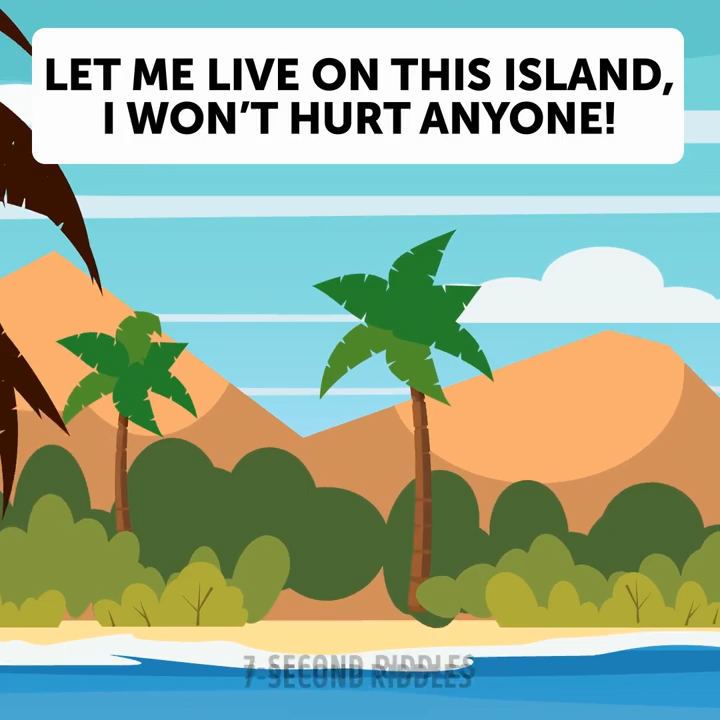 LET ME LIVE ON THIS ISLAND,
I WON'T HURT ANYONE!
7-SECOND RIDDLES